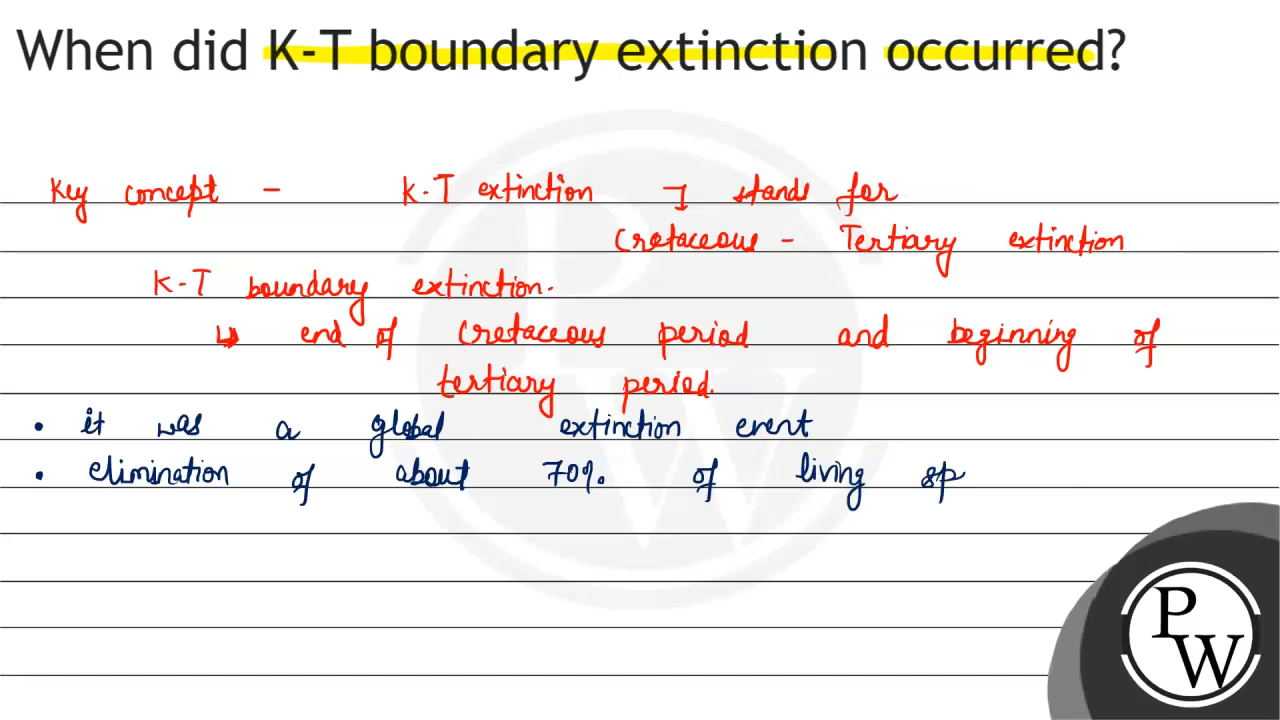 When did K-T boundary extinction occurred?
Key concept - K-T extinction → stands for
Cretaceous - Tertiary extinction
K-T boundary extinction.
↳ end of cretaceous period and beginning of
tertiary period.
• it was a global extinction event
• elimination of about 70% of living sp
PW
PW